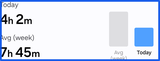 Today
4h 2m
Avg (week)
7h 45m
Avg
(week)
Today